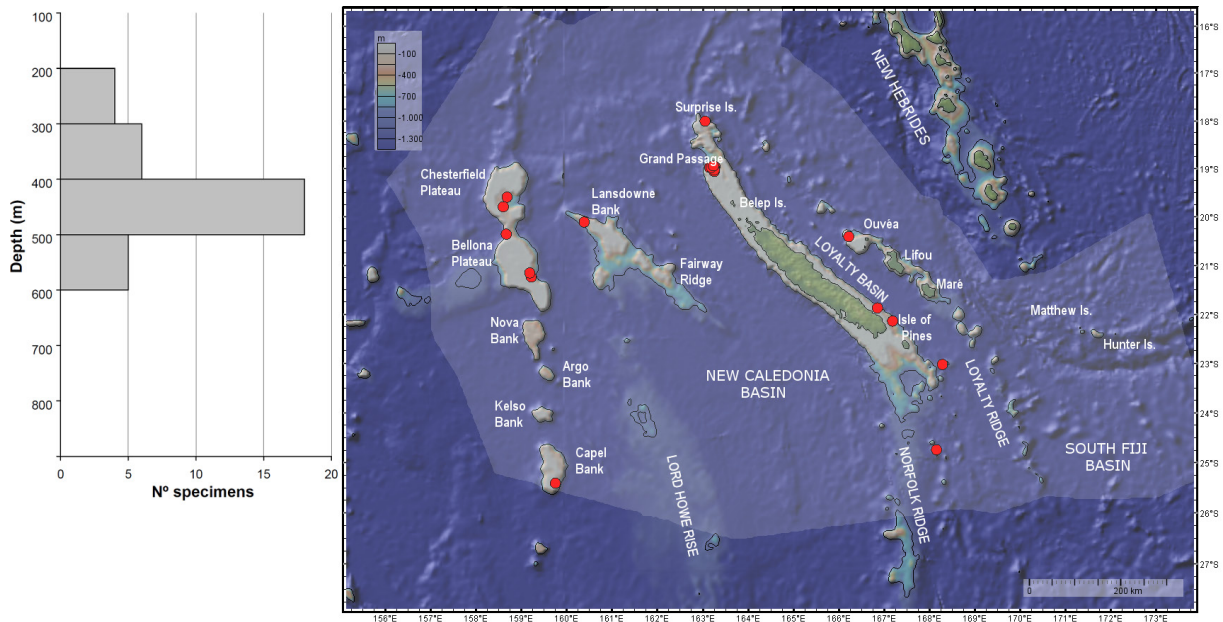 100
200
300
400
500
600
700
800
Depth (m)
0
5
10
15
20
Nº specimens
m
-100
-400
-700
-1.000
-1.300
Surprise Is.
Grand Passage
Chesterfield
Plateau
Lansdowne
Bank
Belep Is.
NEW HEBRIDES
Bellona
Plateau
Fairway
Ridge
Ouvéa
LOYALTY BASIN
Lifou
Maré
Nova
Bank
Isle of
Pines
Matthew Is.
Hunter Is.
Argo
Bank
NEW CALEDONIA
BASIN
Kelso
Bank
LOYALTY RIDGE
Capel
Bank
LORD HOWE RISE
NORFOLK RIDGE
SOUTH FIJI
BASIN
0
200 km
16°S
17°S
18°S
19°S
20°S
21°S
22°S
23°S
24°S
25°S
26°S
27°S
156°E
157°E
158°E
159°E
160°E
163°E
162°E
163°E
164°E
165°E
166°E
167°E
168°E
169°E
170°E
171°E
172°E
173°E